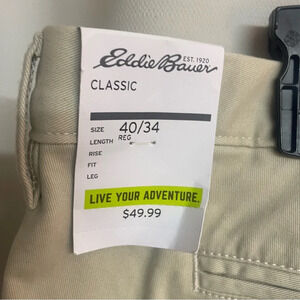 Eddie Bauer
EST. 1920
CLASSIC
SIZE 40/34
LENGTH REG
RISE
FIT
LEG
LIVE YOUR ADVENTURE.
$49.99